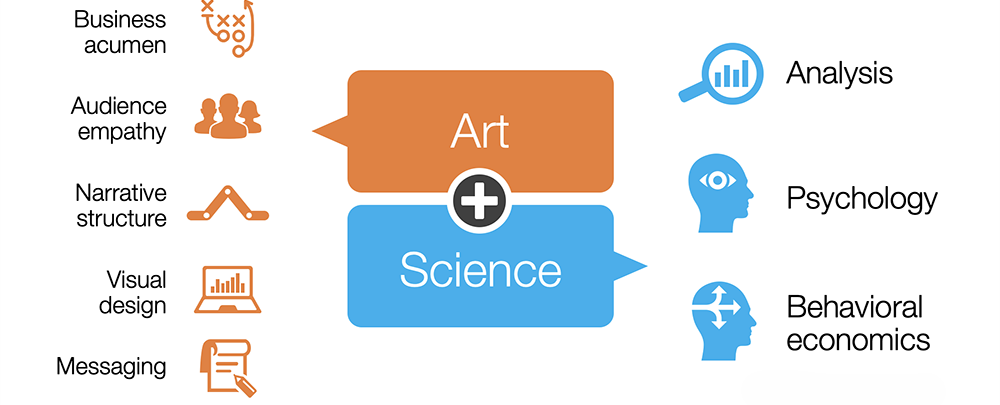 Business
acumen
Audience
empathy
Narrative
structure
Visual
design
Messaging
Art
Science
Analysis
Psychology
Behavioral
economics